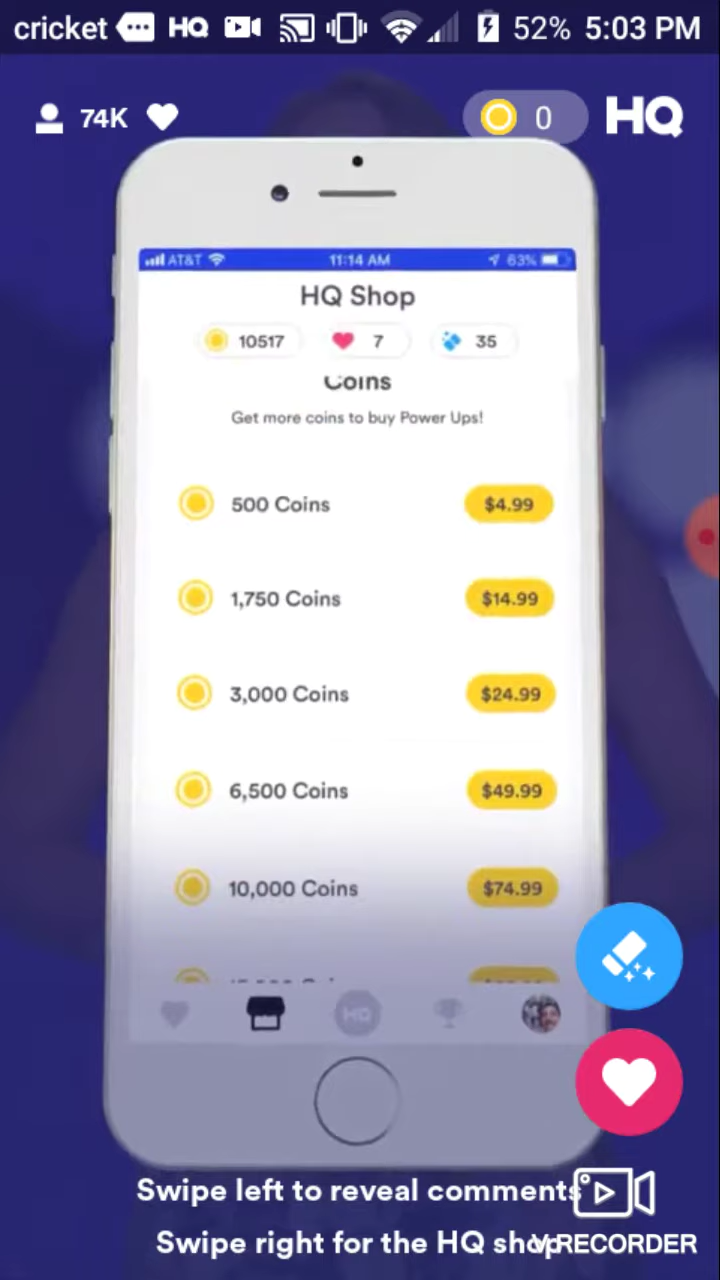 cricket HQ 52% 5:03 PM
74K 0 HQ
AT&T 11:14 AM 63%
HQ Shop
10517 7 35
Coins
Get more coins to buy Power Ups!
500 Coins $4.99
1,750 Coins $14.99
3,000 Coins $24.99
6,500 Coins $49.99
10,000 Coins $74.99
HQ
Swipe left to reveal comments
Swipe right for the HQ shop
V RECORDER